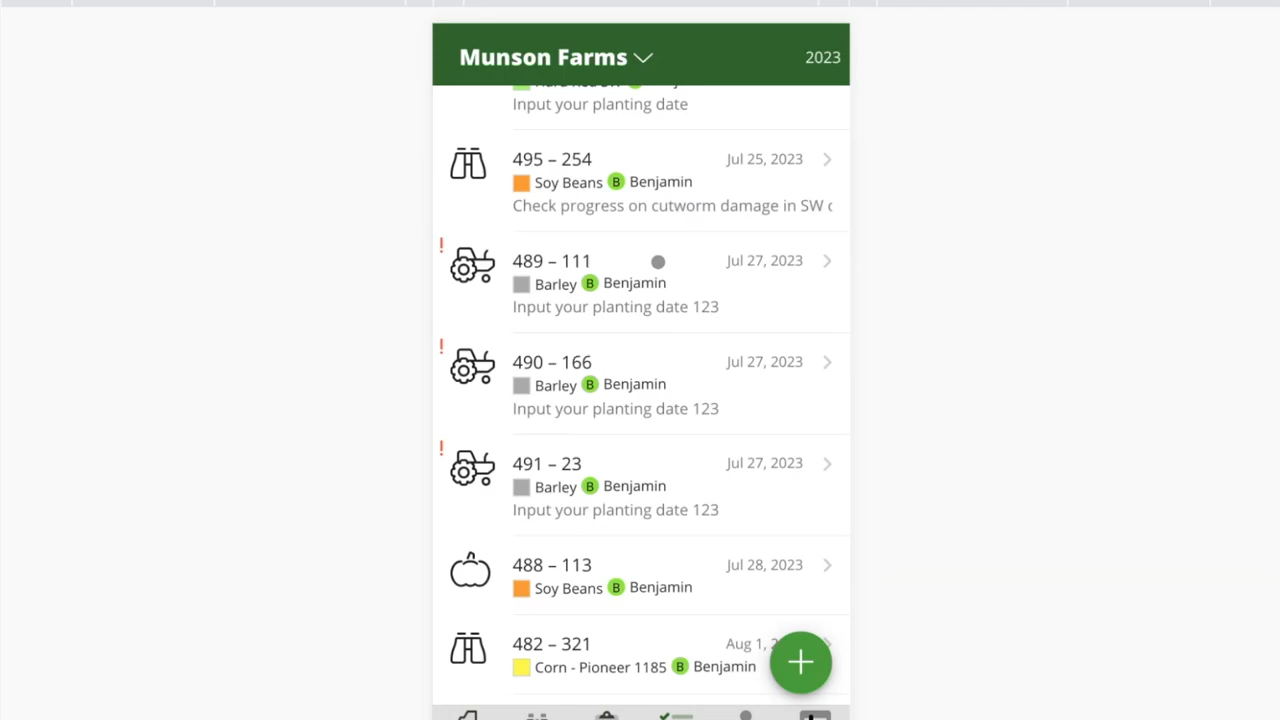 Munson Farms 2023
Input your planting date
495 – 254 Jul 25, 2023
Soy Beans B Benjamin
Check progress on cutworm damage in SW
! 489 – 111 Jul 27, 2023
Barley B Benjamin
Input your planting date 123
! 490 – 166 Jul 27, 2023
Barley B Benjamin
Input your planting date 123
! 491 – 23 Jul 27, 2023
Barley B Benjamin
Input your planting date 123
488 – 113 Jul 28, 2023
Soy Beans B Benjamin
482 – 321 Aug 1,
Corn - Pioneer 1185 B Benjamin